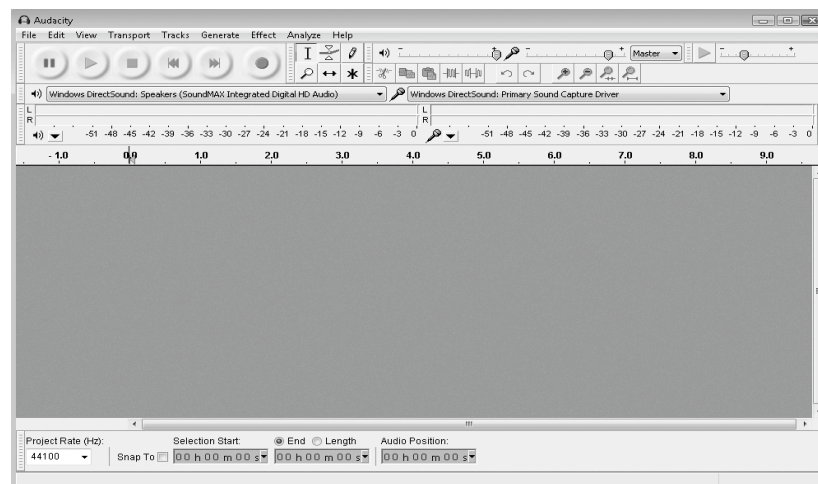 Audacity
File Edit View Transport Tracks Generate Effect Analyze Help
Master
Windows DirectSound: Speakers (SoundMAX Integrated Digital HD Audio) Windows DirectSound: Primary Sound Capture Driver
L L
R R
-51 -48 -45 -42 -39 -36 -33 -30 -27 -24 -21 -18 -15 -12 -9 -6 -3 0 -51 -48 -45 -42 -39 -36 -33 -30 -27 -24 -21 -18 -15 -12 -9 -6 -3 0
- 1.0 0.0 1.0 2.0 3.0 4.0 5.0 6.0 7.0 8.0 9.0
Project Rate (Hz): Selection Start: End Length Audio Position:
44100 Snap To 00 h 00 m 00 s 00 h 00 m 00 s 00 h 00 m 00 s